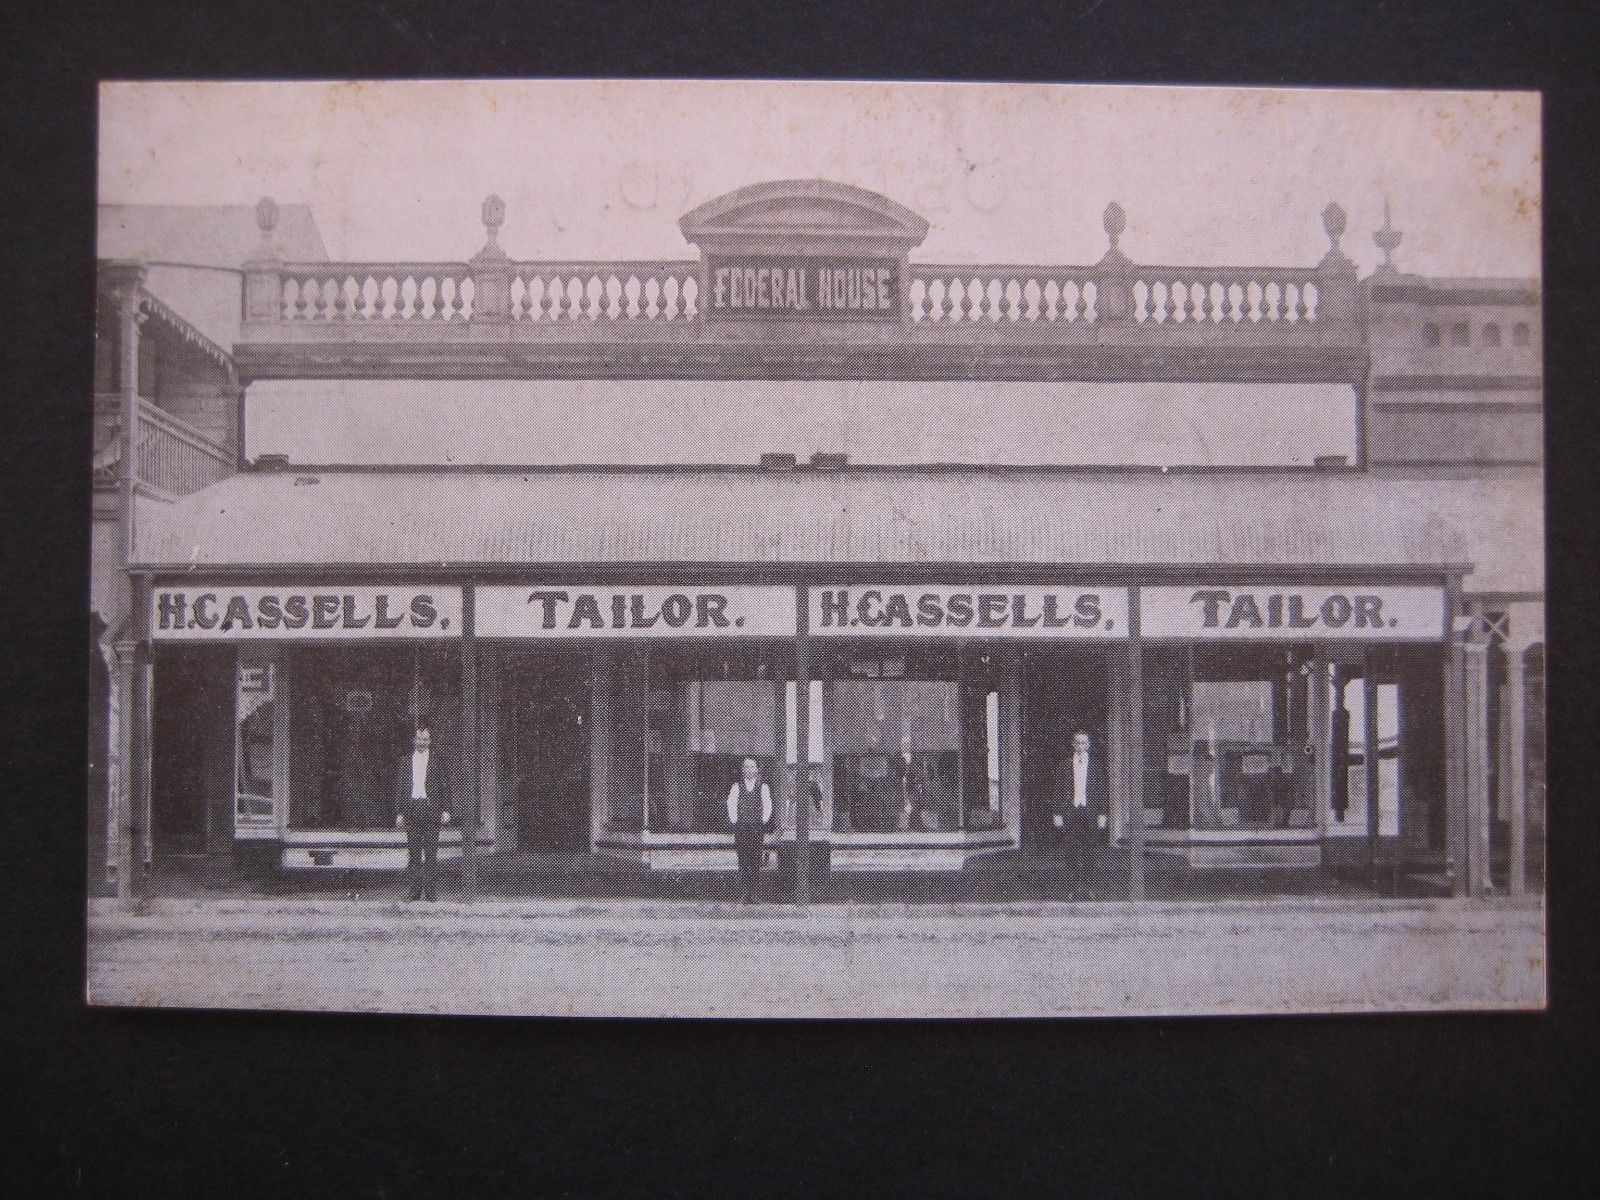 FEDERAL HOUSE
H. CASSELLS, TAILOR. H. CASSELLS, TAILOR.
E